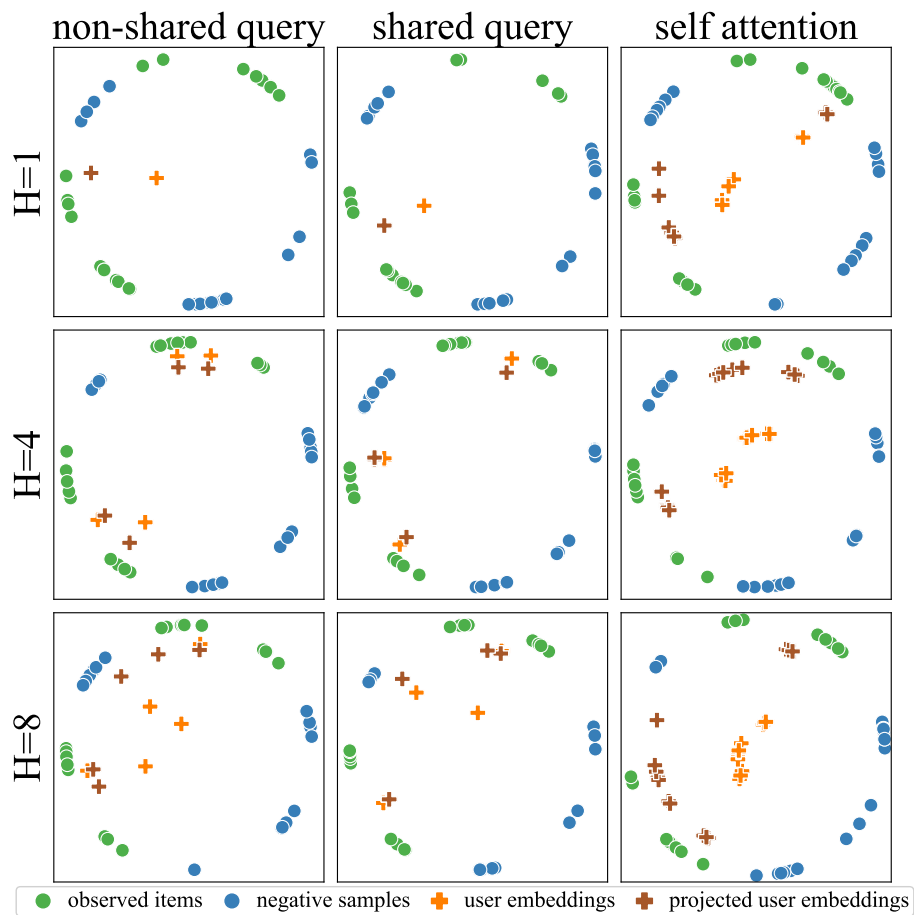 non-shared query shared query self attention
H=1
H=4
H=8
observed items negative samples user embeddings projected user embeddings